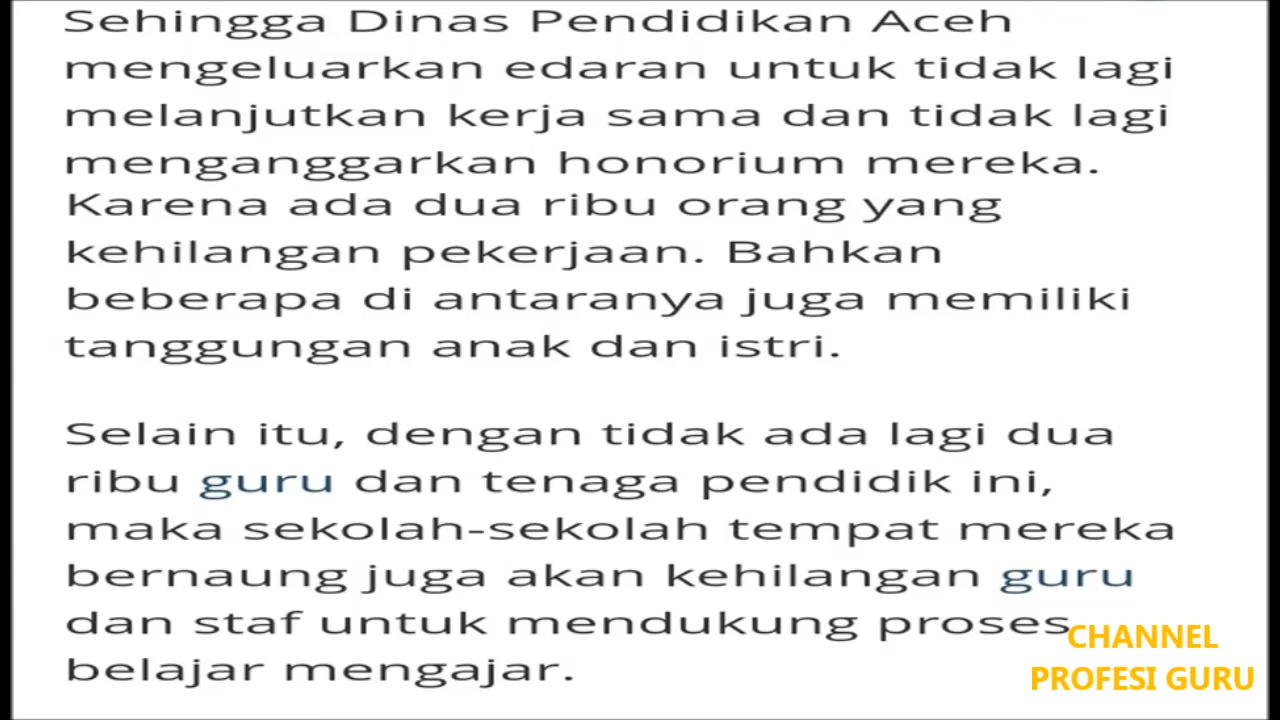 Sehingga Dinas Pendidikan Aceh
mengeluarkan edaran untuk tidak lagi
melanjutkan kerja sama dan tidak lagi
menganggarkan honorium mereka.
Karena ada dua ribu orang yang
kehilangan pekerjaan. Bahkan
beberapa di antaranya juga memiliki
tanggungan anak dan istri.
Selain itu, dengan tidak ada lagi dua
ribu guru dan tenaga pendidik ini,
maka sekolah-sekolah tempat mereka
bernaung juga akan kehilangan guru
dan staf untuk mendukung proses
belajar mengajar.
CHANNEL
PROFESI GURU